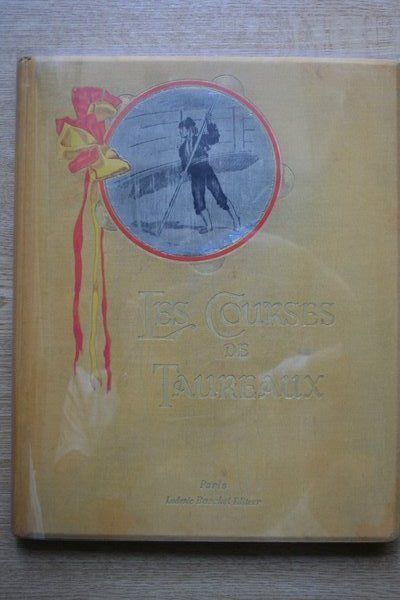 LES COURSES
DE
TAUREAUX
Paris
Ludovic Baschet Editeur